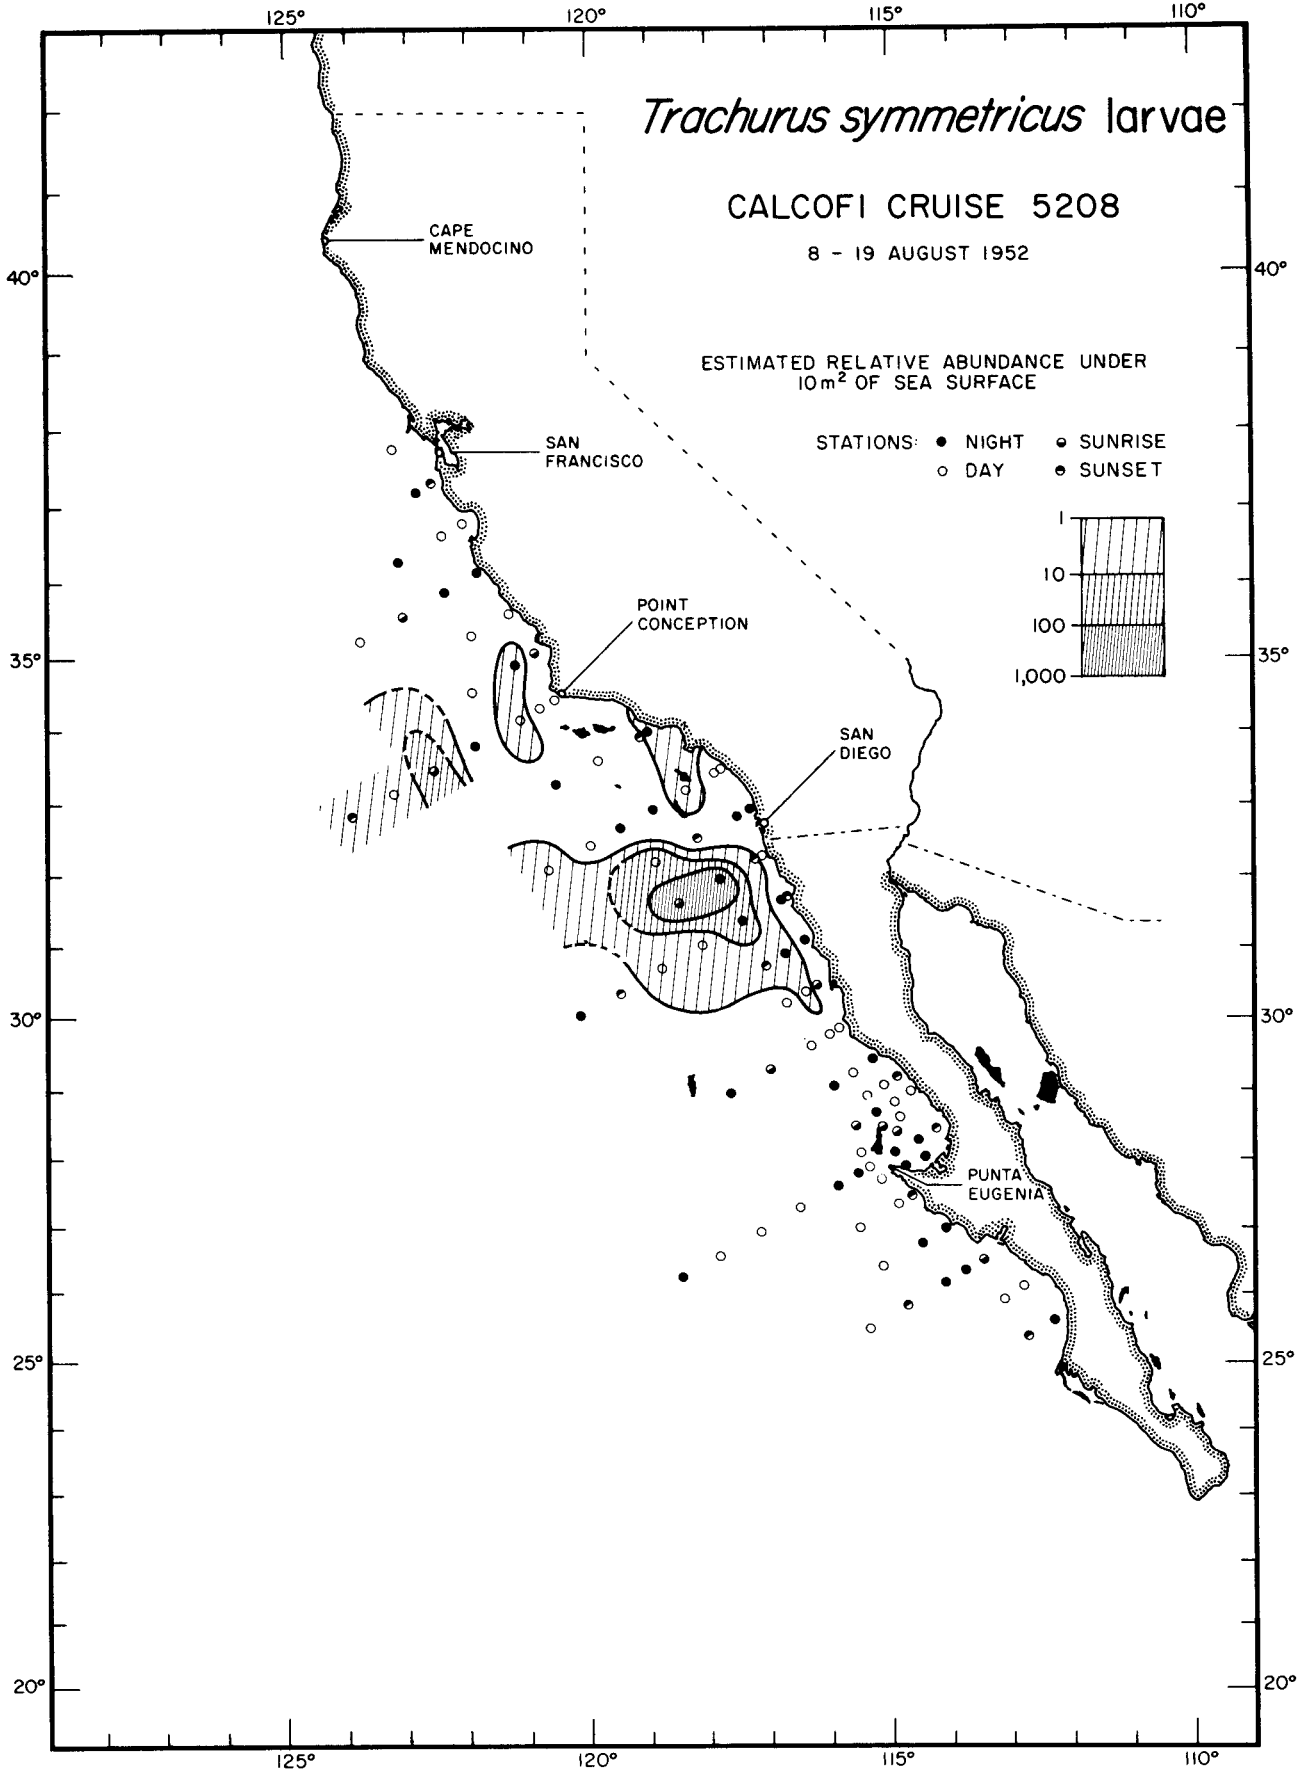 125° 120° 115° 110°
Trachurus symmetricus larvae
CALCOFI CRUISE 5208
8 - 19 AUGUST 1952
CAPE
MENDOCINO
40° 40°
ESTIMATED RELATIVE ABUNDANCE UNDER
10m² OF SEA SURFACE
STATIONS: NIGHT SUNRISE
DAY SUNSET
SAN
FRANCISCO
1
10
100
1,000
POINT
CONCEPTION
35° 35°
SAN
DIEGO
30° 30°
PUNTA
EUGENIA
25° 25°
20° 20°
125° 120° 115° 110°